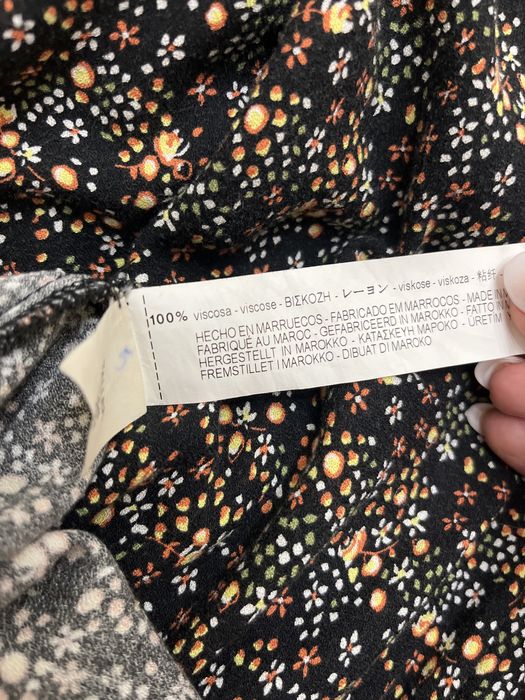 100% viscosa - viscose - ΒΙΣΚΟΖΗ - レーヨン - viskose - viskoza - 粘纤 -
HECHO EN MARRUECOS - FABRICADO EM MARROCOS - MADE IN
FABRIQUÉ AU MAROC - GEFABRICEERD IN MAROKKO - FATTO IN
HERGESTELLT IN MAROKKO - ΚΑΤΑΣΚΕΥΗ ΜΑΡΟΚΟ - ÜRETIM
FREMSTILLET I MAROKKO - DIBUAT DI MAROKO